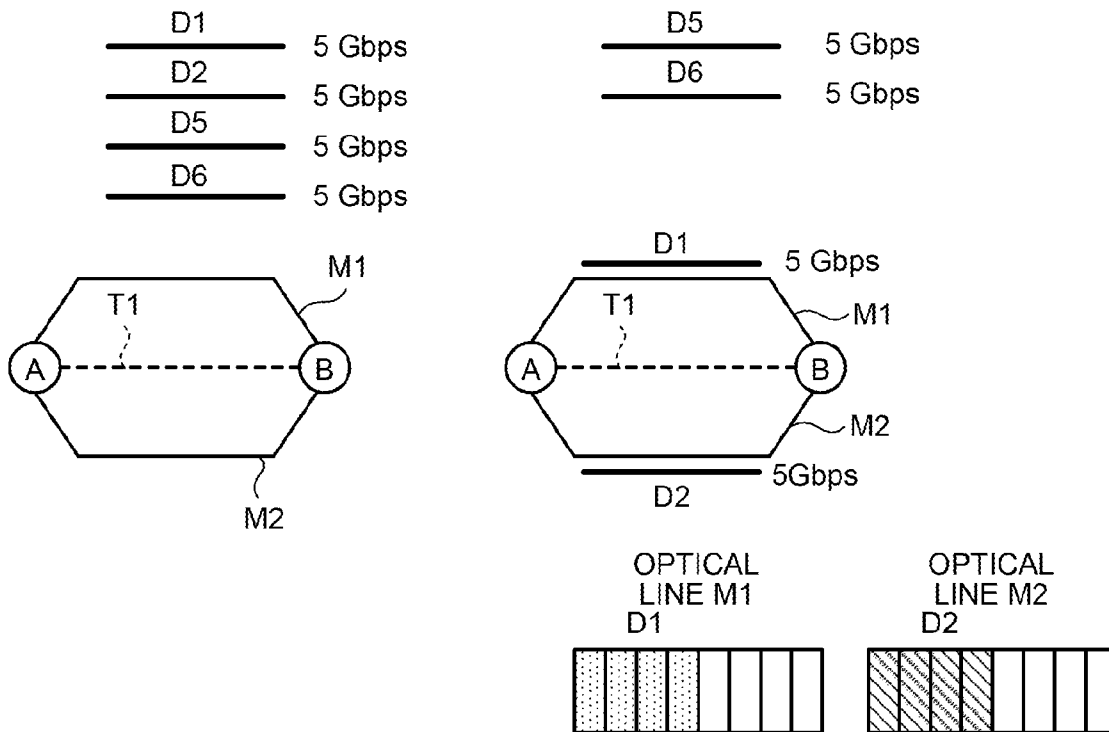 D1
5 Gbps
D2
5 Gbps
D5
5 Gbps
D6
5 Gbps
M1
T1
A
B
M2
D5
5 Gbps
D6
5 Gbps
D1
5 Gbps
T1
M1
A
B
M2
D2
5Gbps
OPTICAL
LINE M1
D1
OPTICAL
LINE M2
D2